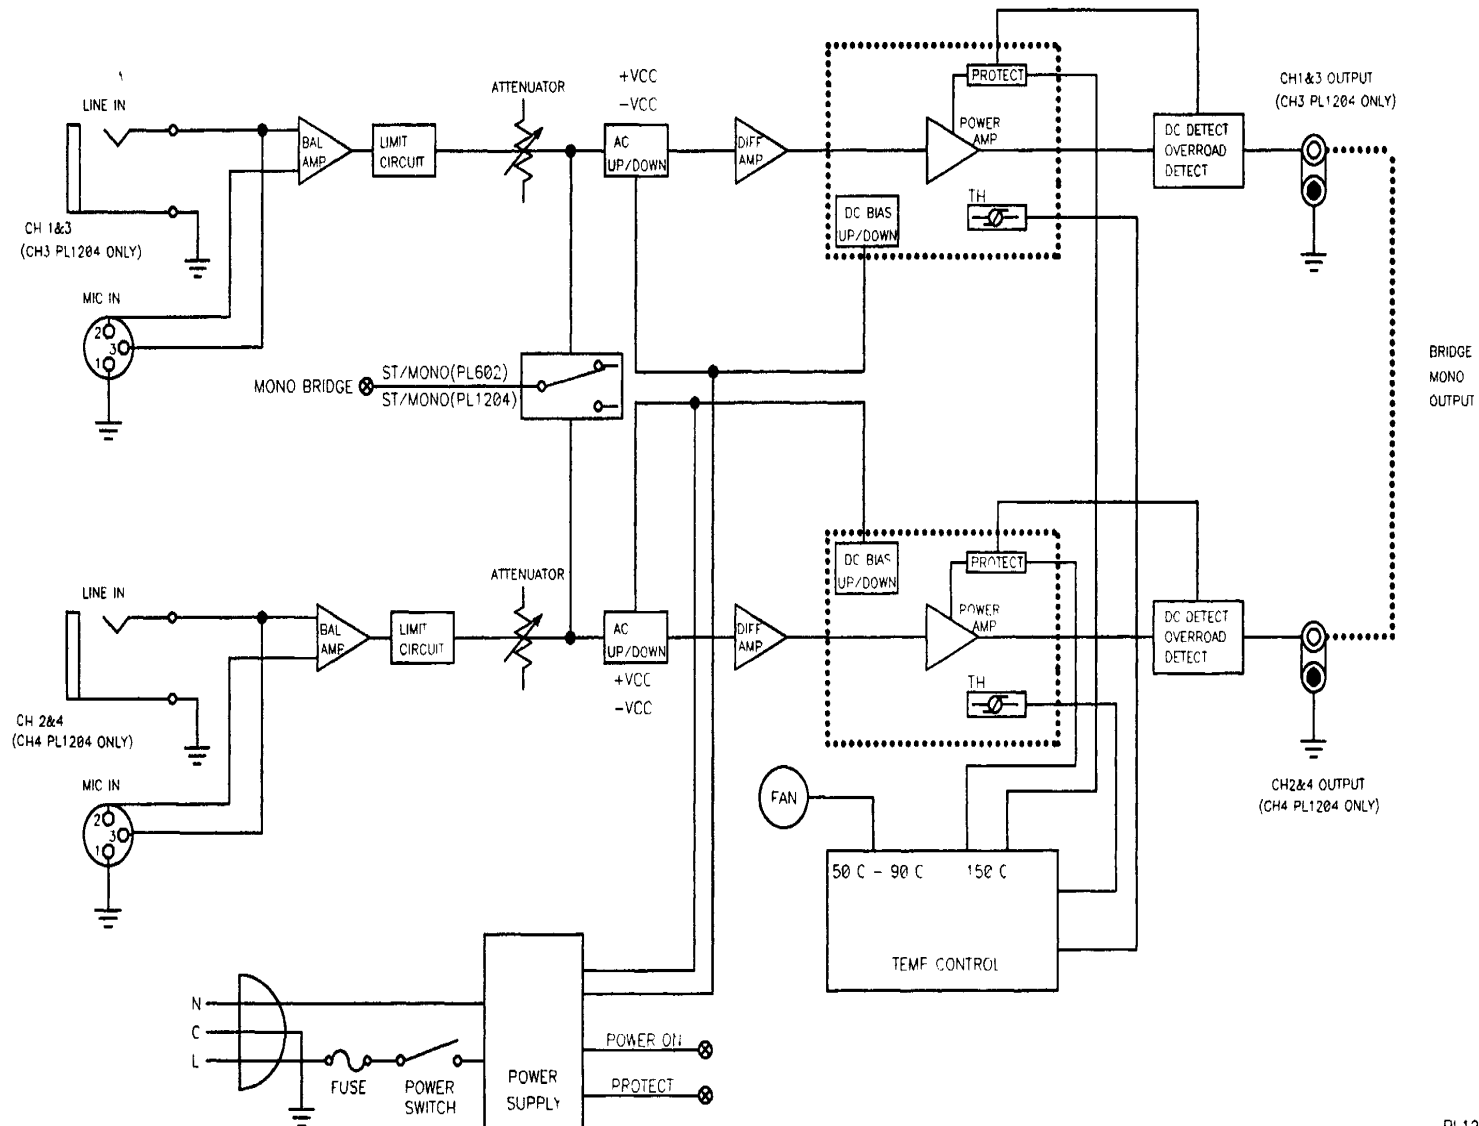 +VCC
-VCC
ATTENUATOR
LINE IN
PROTECT
CH1&3 OUTPUT
(CH3 PL1204 ONLY)
BAL
AMP
LIMIT
CIRCUIT
AC
UP/DOWN
DIFF
AMP
POWER
AMP
DC DETECT
OVERROAD
DETECT
TH
DC BIAS
UP/DOWN
CH 1&3
(CH3 PL1204 ONLY)
MIC IN
2
3
1
MONO BRIDGE
ST/MONO(PL602)
ST/MONO(PL1204)
BRIDGE
MONO
OUTPUT
DC BIAS
UP/DOWN
PROTECT
ATTENUATOR
LINE IN
BAL
AMP
LIMIT
CIRCUIT
AC
UP/DOWN
+VCC
-VCC
DIFF
AMP
POWER
AMP
DC DETECT
OVERROAD
DETECT
TH
CH 2&4
(CH4 PL1204 ONLY)
MIC IN
2
3
1
CH2&4 OUTPUT
(CH4 PL1204 ONLY)
FAN
50 C - 90 C 150 C
TEMP CONTROL
N
C
L
FUSE
POWER
SWITCH
POWER
SUPPLY
POWER ON
PROTECT